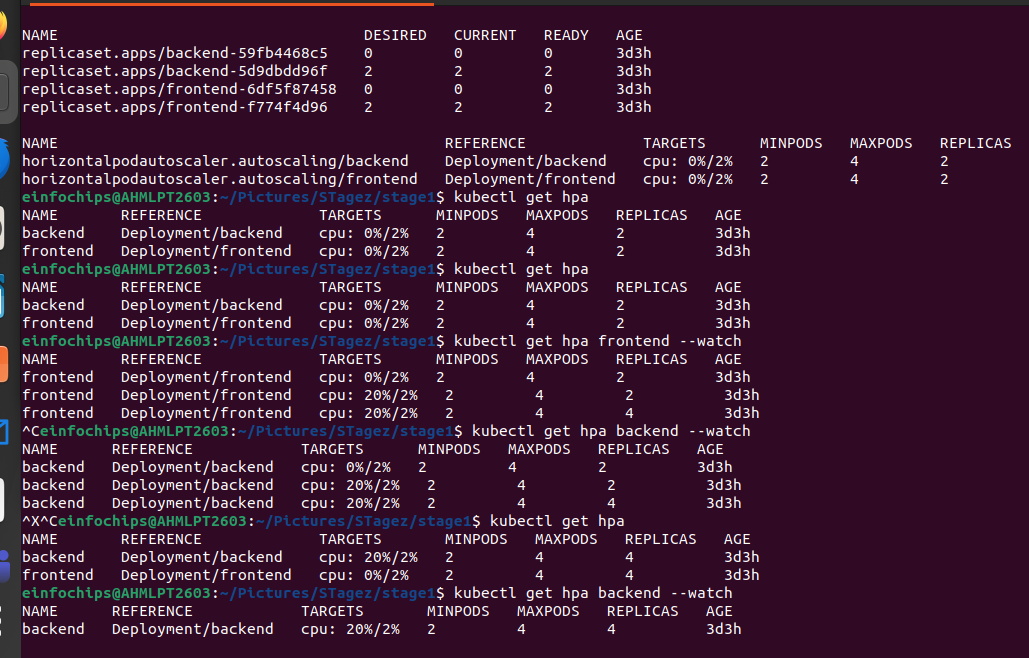 NAME DESIRED CURRENT READY AGE
replicaset.apps/backend-59fb4468c5 0 0 0 3d3h
replicaset.apps/backend-5d9dbdd96f 2 2 2 3d3h
replicaset.apps/frontend-6df5f87458 0 0 0 3d3h
replicaset.apps/frontend-f774f4d96 2 2 2 3d3h
NAME REFERENCE TARGETS MINPODS MAXPODS REPLICAS
horizontalpodautoscaler.autoscaling/backend Deployment/backend cpu: 0%/2% 2 4 2
horizontalpodautoscaler.autoscaling/frontend Deployment/frontend cpu: 0%/2% 2 4 2
einfochips@AHMLPT2603:~/Pictures/STagez/stage1$ kubectl get hpa
NAME REFERENCE TARGETS MINPODS MAXPODS REPLICAS AGE
backend Deployment/backend cpu: 0%/2% 2 4 2 3d3h
frontend Deployment/frontend cpu: 0%/2% 2 4 2 3d3h
einfochips@AHMLPT2603:~/Pictures/STagez/stage1$ kubectl get hpa
NAME REFERENCE TARGETS MINPODS MAXPODS REPLICAS AGE
backend Deployment/backend cpu: 0%/2% 2 4 2 3d3h
frontend Deployment/frontend cpu: 0%/2% 2 4 2 3d3h
einfochips@AHMLPT2603:~/Pictures/STagez/stage1$ kubectl get hpa frontend --watch
NAME REFERENCE TARGETS MINPODS MAXPODS REPLICAS AGE
frontend Deployment/frontend cpu: 0%/2% 2 4 2 3d3h
frontend Deployment/frontend cpu: 20%/2% 2 4 2 3d3h
frontend Deployment/frontend cpu: 20%/2% 2 4 4 3d3h
^Ceinfochips@AHMLPT2603:~/Pictures/STagez/stage1$ kubectl get hpa backend --watch
NAME REFERENCE TARGETS MINPODS MAXPODS REPLICAS AGE
backend Deployment/backend cpu: 0%/2% 2 4 2 3d3h
backend Deployment/backend cpu: 20%/2% 2 4 2 3d3h
backend Deployment/backend cpu: 20%/2% 2 4 4 3d3h
^X^Ceinfochips@AHMLPT2603:~/Pictures/STagez/stage1$ kubectl get hpa
NAME REFERENCE TARGETS MINPODS MAXPODS REPLICAS AGE
backend Deployment/backend cpu: 20%/2% 2 4 4 3d3h
frontend Deployment/frontend cpu: 0%/2% 2 4 4 3d3h
einfochips@AHMLPT2603:~/Pictures/STagez/stage1$ kubectl get hpa backend --watch
NAME REFERENCE TARGETS MINPODS MAXPODS REPLICAS AGE
backend Deployment/backend cpu: 20%/2% 2 4 4 3d3h